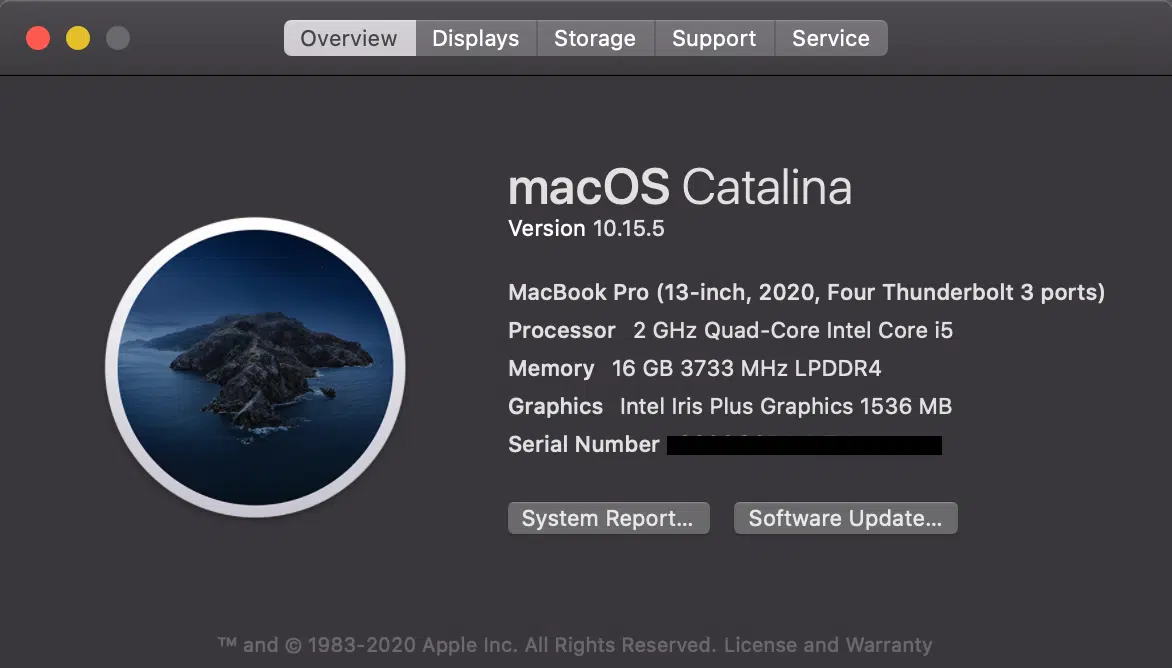 Overview Displays Storage Support Service
macOS Catalina
Version 10.15.5
MacBook Pro (13-inch, 2020, Four Thunderbolt 3 ports)
Processor 2 GHz Quad-Core Intel Core i5
Memory 16 GB 3733 MHz LPDDR4
Graphics Intel Iris Plus Graphics 1536 MB
Serial Number
System Report... Software Update...
™ and © 1983-2020 Apple Inc. All Rights Reserved. License and Warranty